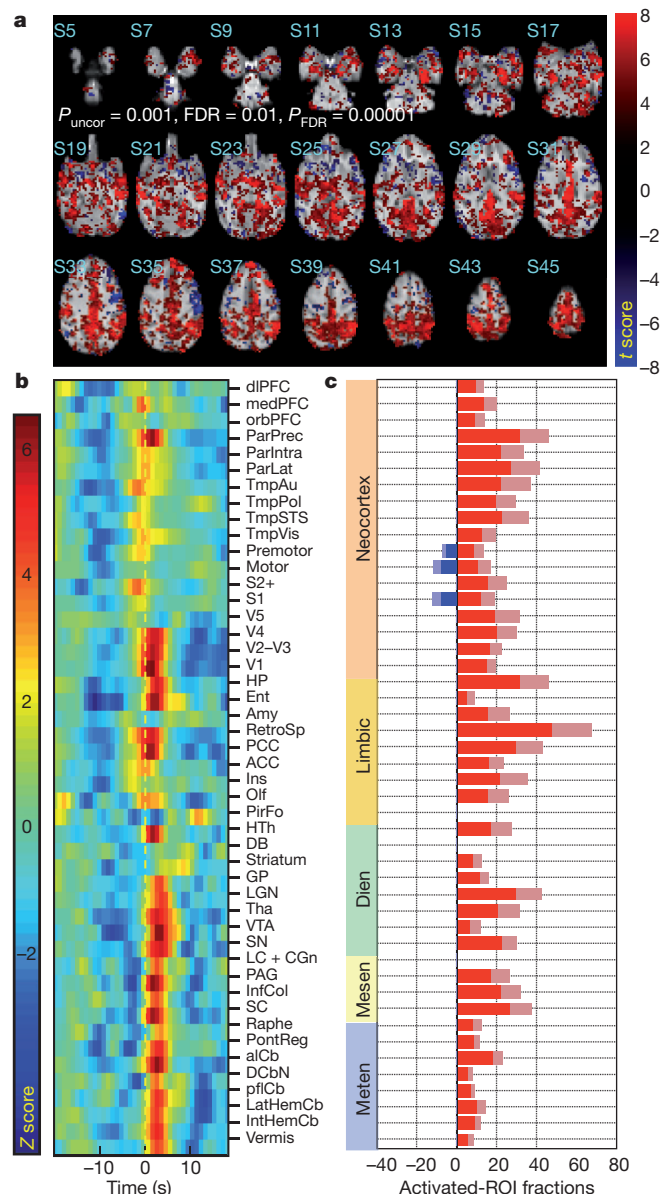 a
S5 S7 S9 S11 S13 S15 S17
P uncor = 0.001, FDR = 0.01, P FDR = 0.00001
S19 S21 S23 S25 S27 S29 S31
S33 S35 S37 S39 S41 S43 S45
8
6
4
2
0
−2
−4
−6
−8
t score
b
6
4
2
0
−2
Z score
dlPFC
medPFC
orbPFC
ParPrec
ParIntra
ParLat
TmpAu
TmpPol
TmpSTS
TmpVis
Premotor
Motor
S2+
S1
V5
V4
V2–V3
V1
HP
Ent
Amy
RetroSp
PCC
ACC
Ins
Olf
PirFo
HTh
DB
Striatum
GP
LGN
Tha
VTA
SN
LC + CGn
PAG
InfCol
SC
Raphe
PontReg
alCb
DCbN
pflCb
LatHemCb
IntHemCb
Vermis
−10 0 10
Time (s)
c
Neocortex
Limbic
Dien
Mesen
Meten
−40 −20 0 20 40 60 80
Activated-ROI fractions